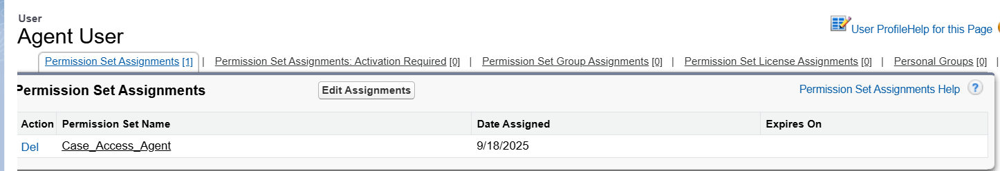 User
Agent User
User Profile Help for this Page
Permission Set Assignments [1] | Permission Set Assignments: Activation Required [0] | Permission Set Group Assignments [0] | Permission Set License Assignments [0] | Personal Groups [0] |
Permission Set Assignments Edit Assignments Permission Set Assignments Help ?
Action Permission Set Name Date Assigned Expires On
Del Case_Access_Agent 9/18/2025